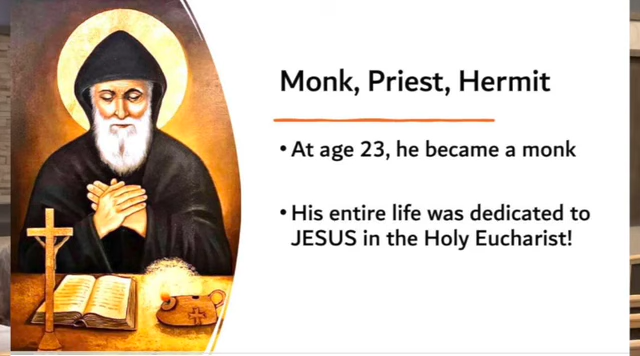 Monk, Priest, Hermit
• At age 23, he became a monk
• His entire life was dedicated to
JESUS in the Holy Eucharist!